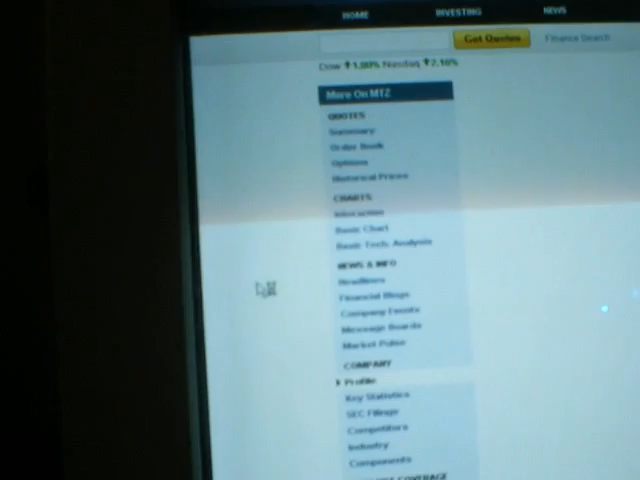 HOME INVESTING NEWS
Get Quotes Finance Search
Dow 1.88% Nasdaq 2.16%
More On MTZ
QUOTES
Summary
Order Book
Options
Historical Prices
CHARTS
Interactive
Basic Chart
Basic Tech. Analysis
NEWS & INFO
Headlines
Financial Blogs
Company Events
Message Boards
Market Pulse
COMPANY
Profile
Key Statistics
SEC Filings
Competitors
Industry
Components
COVERAGE